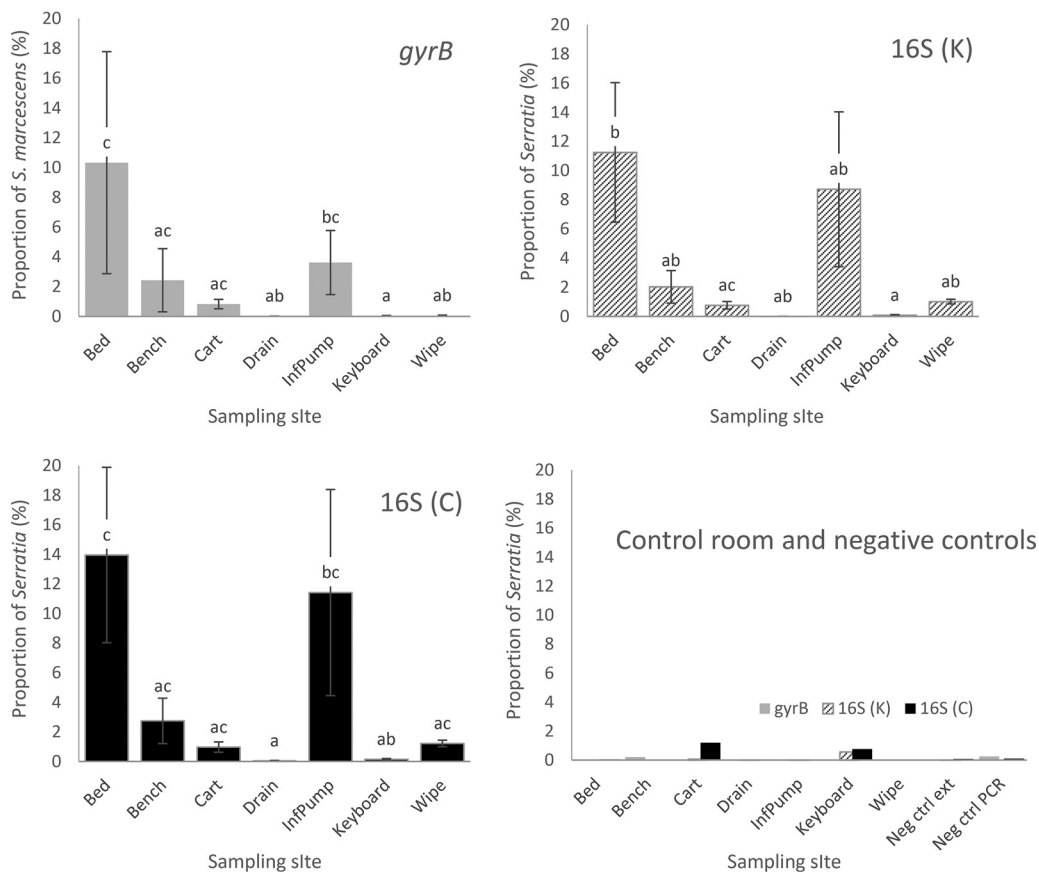 gyrB
Proportion of S. marcescens (%)
20
18
16
14
12
10
8
6
4
2
0
c
ac
ac
ab
bc
a
ab
Bed
Bench
Cart
Drain
InfPump
Keyboard
Wipe
Sampling sIte
16S (K)
Proportion of Serratia (%)
20
18
16
14
12
10
8
6
4
2
0
b
ab
ac
ab
ab
a
ab
Bed
Bench
Cart
Drain
InfPump
Keyboard
Wipe
Sampling sIte
16S (C)
Proportion of Serratia (%)
20
18
16
14
12
10
8
6
4
2
0
c
ac
ac
a
bc
ab
ac
Bed
Bench
Cart
Drain
InfPump
Keyboard
Wipe
Sampling sIte
Control room and negative controls
Proportion of Serratia (%)
20
18
16
14
12
10
8
6
4
2
0
gyrB 16S (K) 16S (C)
Bed
Bench
Cart
Drain
InfPump
Keyboard
Wipe
Neg ctrl ext
Neg ctrl PCR
Sampling sIte